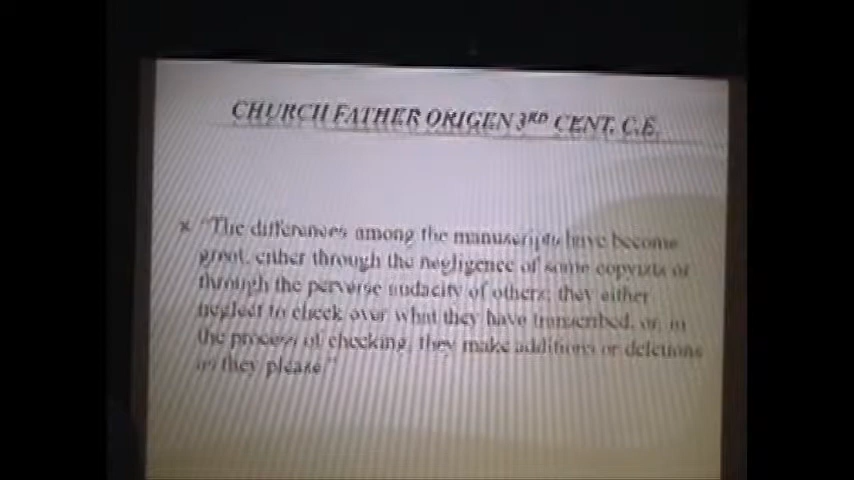 CHURCH FATHER ORIGEN 3RD CENT. C.E.
"The differences among the manuscripts have become
great, either through the negligence of some copyists or
through the perverse audacity of others; they either
neglect to check over what they have transcribed, or, in
the process of checking, they make additions or deletions
as they please."